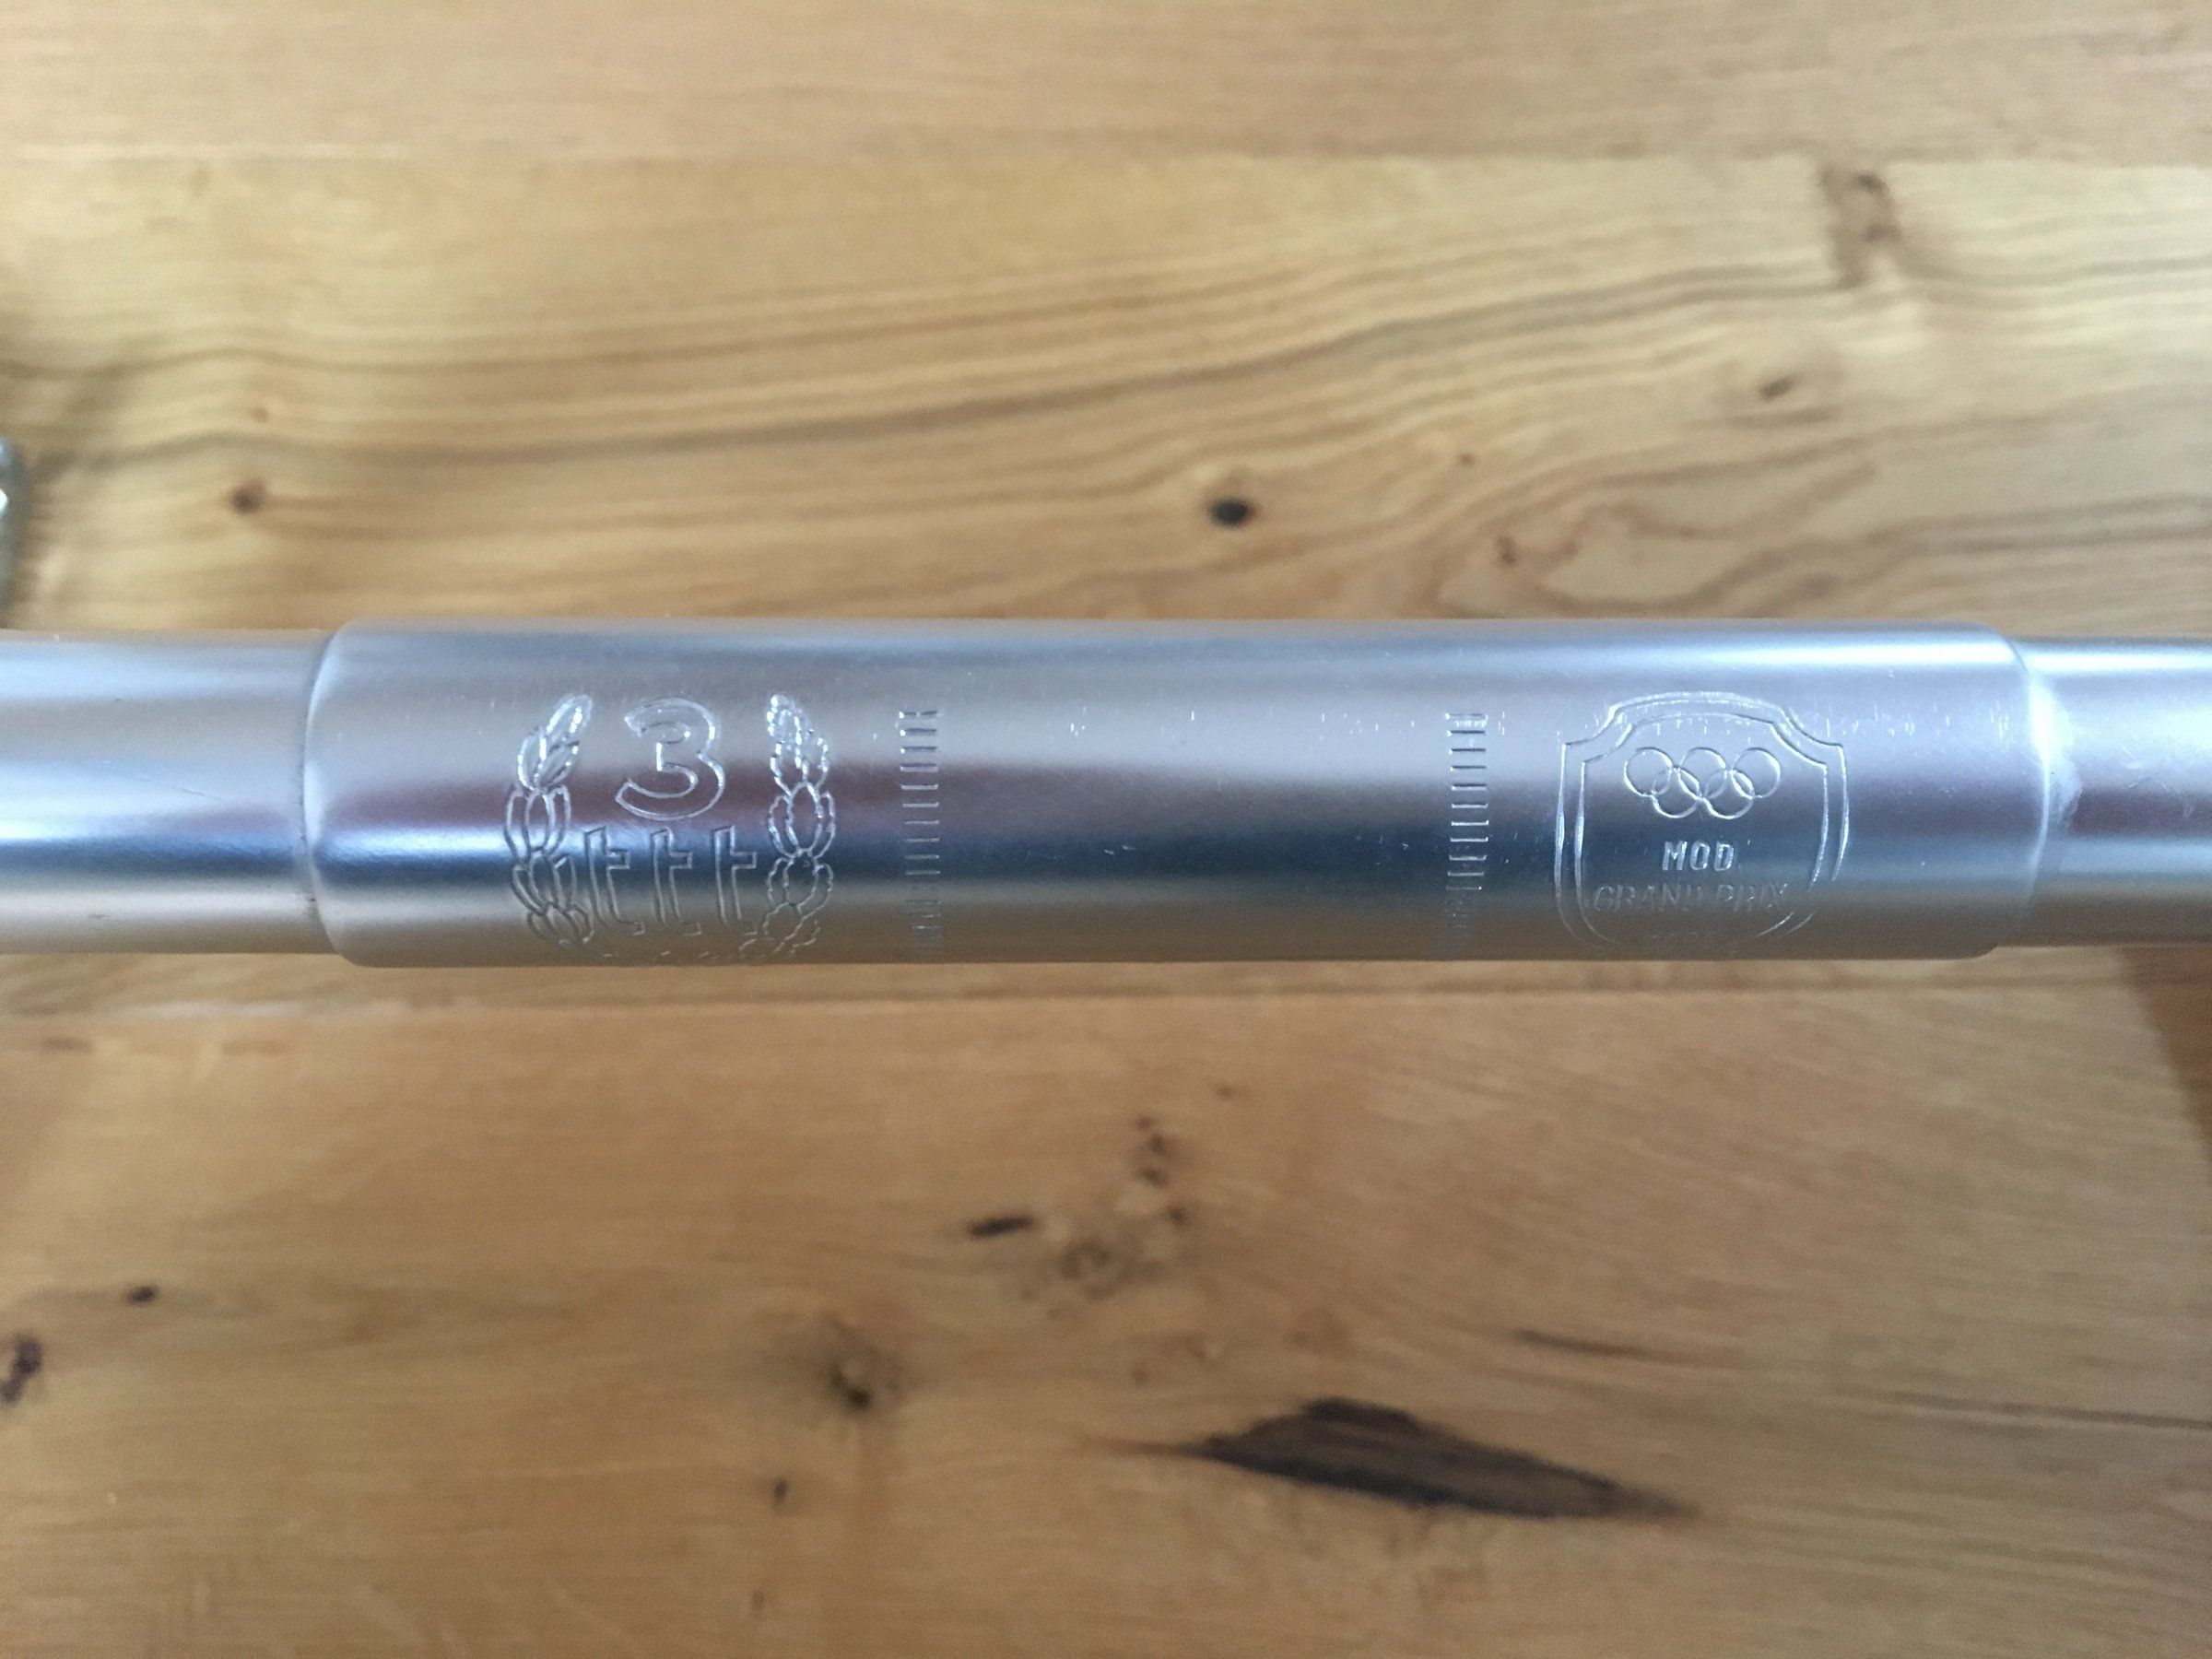 3
ttt
MOD.
GRAND PRIX